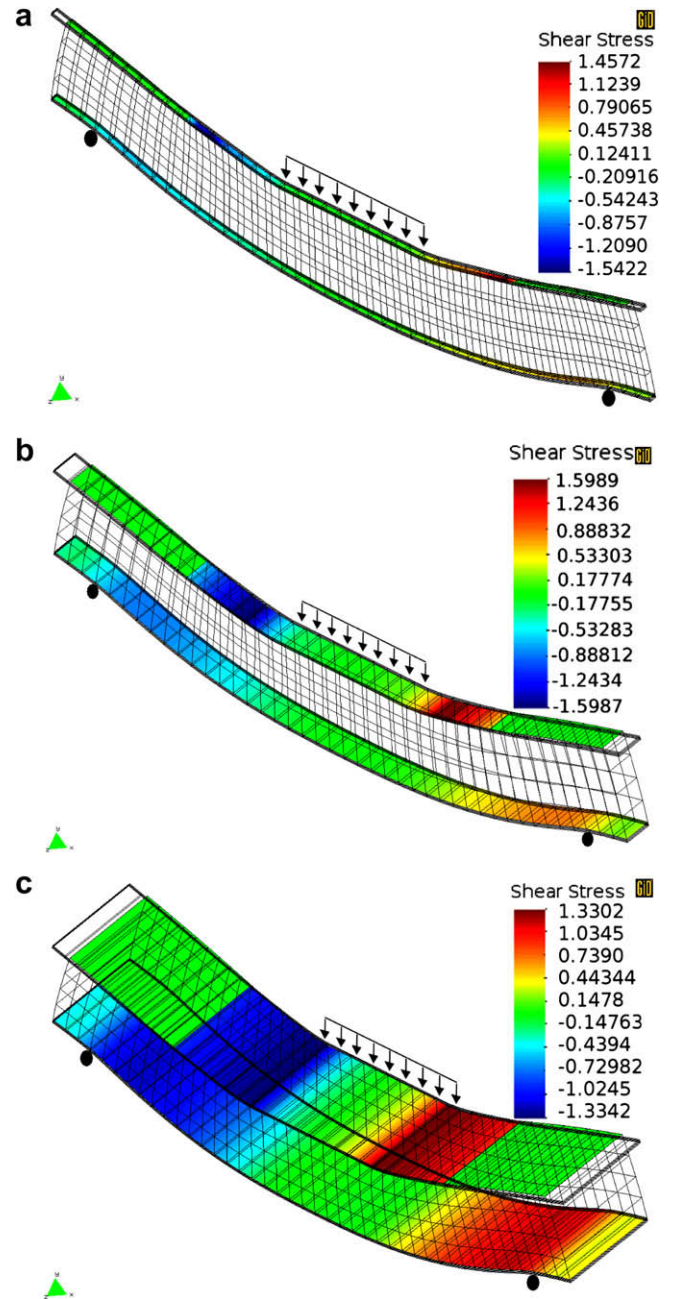 a
GiD
Shear Stress
1.4572
1.1239
0.79065
0.45738
0.12411
-0.20916
-0.54243
-0.8757
-1.2090
-1.5422
y
z x
b
Shear Stress GiD
1.5989
1.2436
0.88832
0.53303
0.17774
-0.17755
-0.53283
-0.88812
-1.2434
-1.5987
y
z x
c
Shear Stress GiD
1.3302
1.0345
0.7390
0.44344
0.1478
-0.14763
-0.4394
-0.72982
-1.0245
-1.3342
y
z x